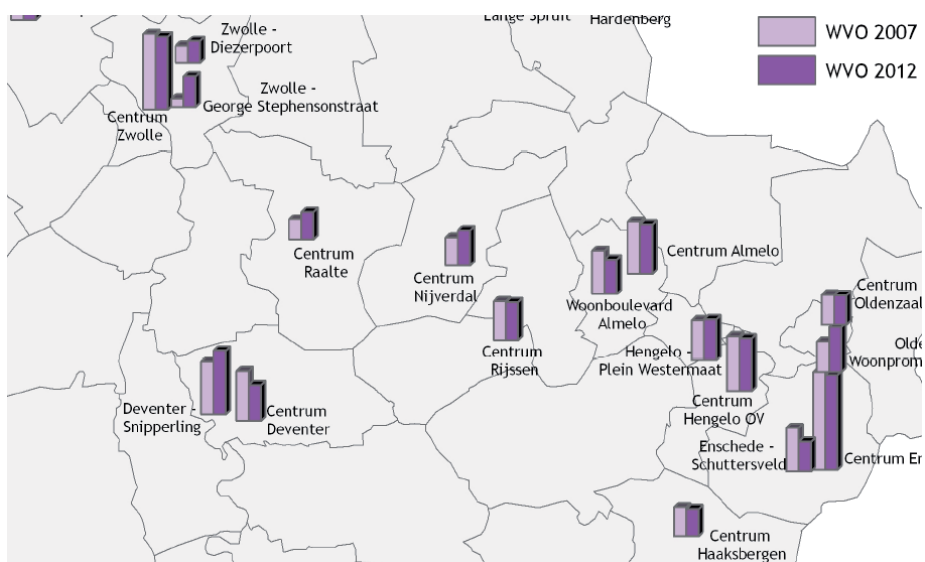 Hardenberg
WVO 2007
WVO 2012
Zwolle -
Diezerpoort
Zwolle -
George Stephensonstraat
Centrum
Zwolle
Centrum
Raalte
Centrum
Nijverdal
Centrum Almelo
Woonboulevard
Almelo
Centrum
Rijssen
Hengelo -
Plein Westermaat
Centrum
Oldenzaal
Olde
Woonprom
Centrum
Hengelo OV
Deventer -
Snipperling
Centrum
Deventer
Enschede -
Schuttersveld
Centrum En
Centrum
Haaksbergen